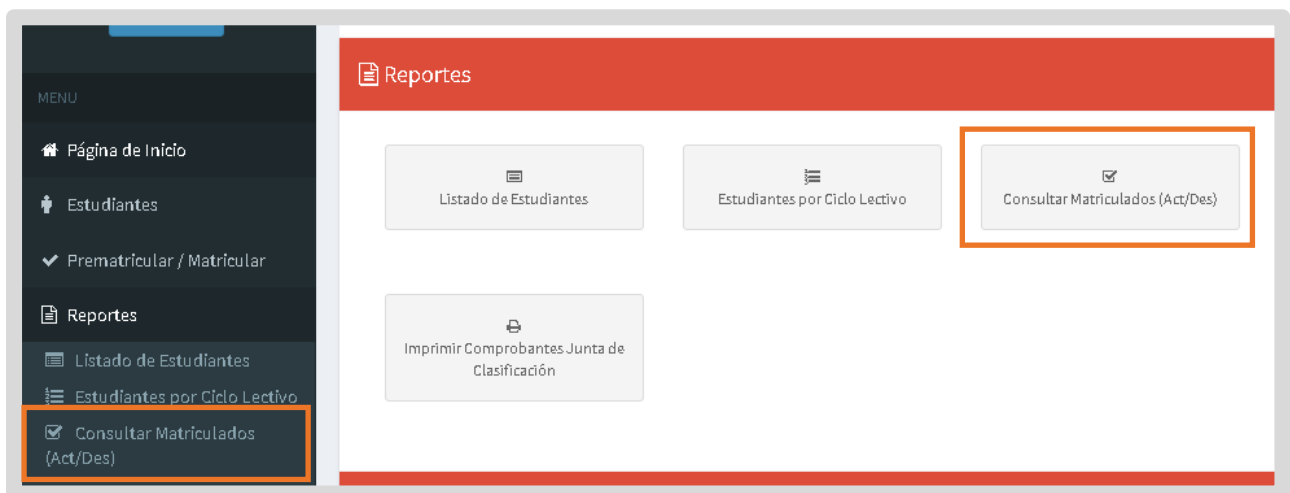 MENU
Página de Inicio
Estudiantes
Prematricular / Matricular
Reportes
Listado de Estudiantes
Estudiantes por Ciclo Lectivo
Consultar Matriculados
(Act/Des)
Reportes
Listado de Estudiantes
Estudiantes por Ciclo Lectivo
Consultar Matriculados (Act/Des)
Imprimir Comprobantes Junta de
Clasificación